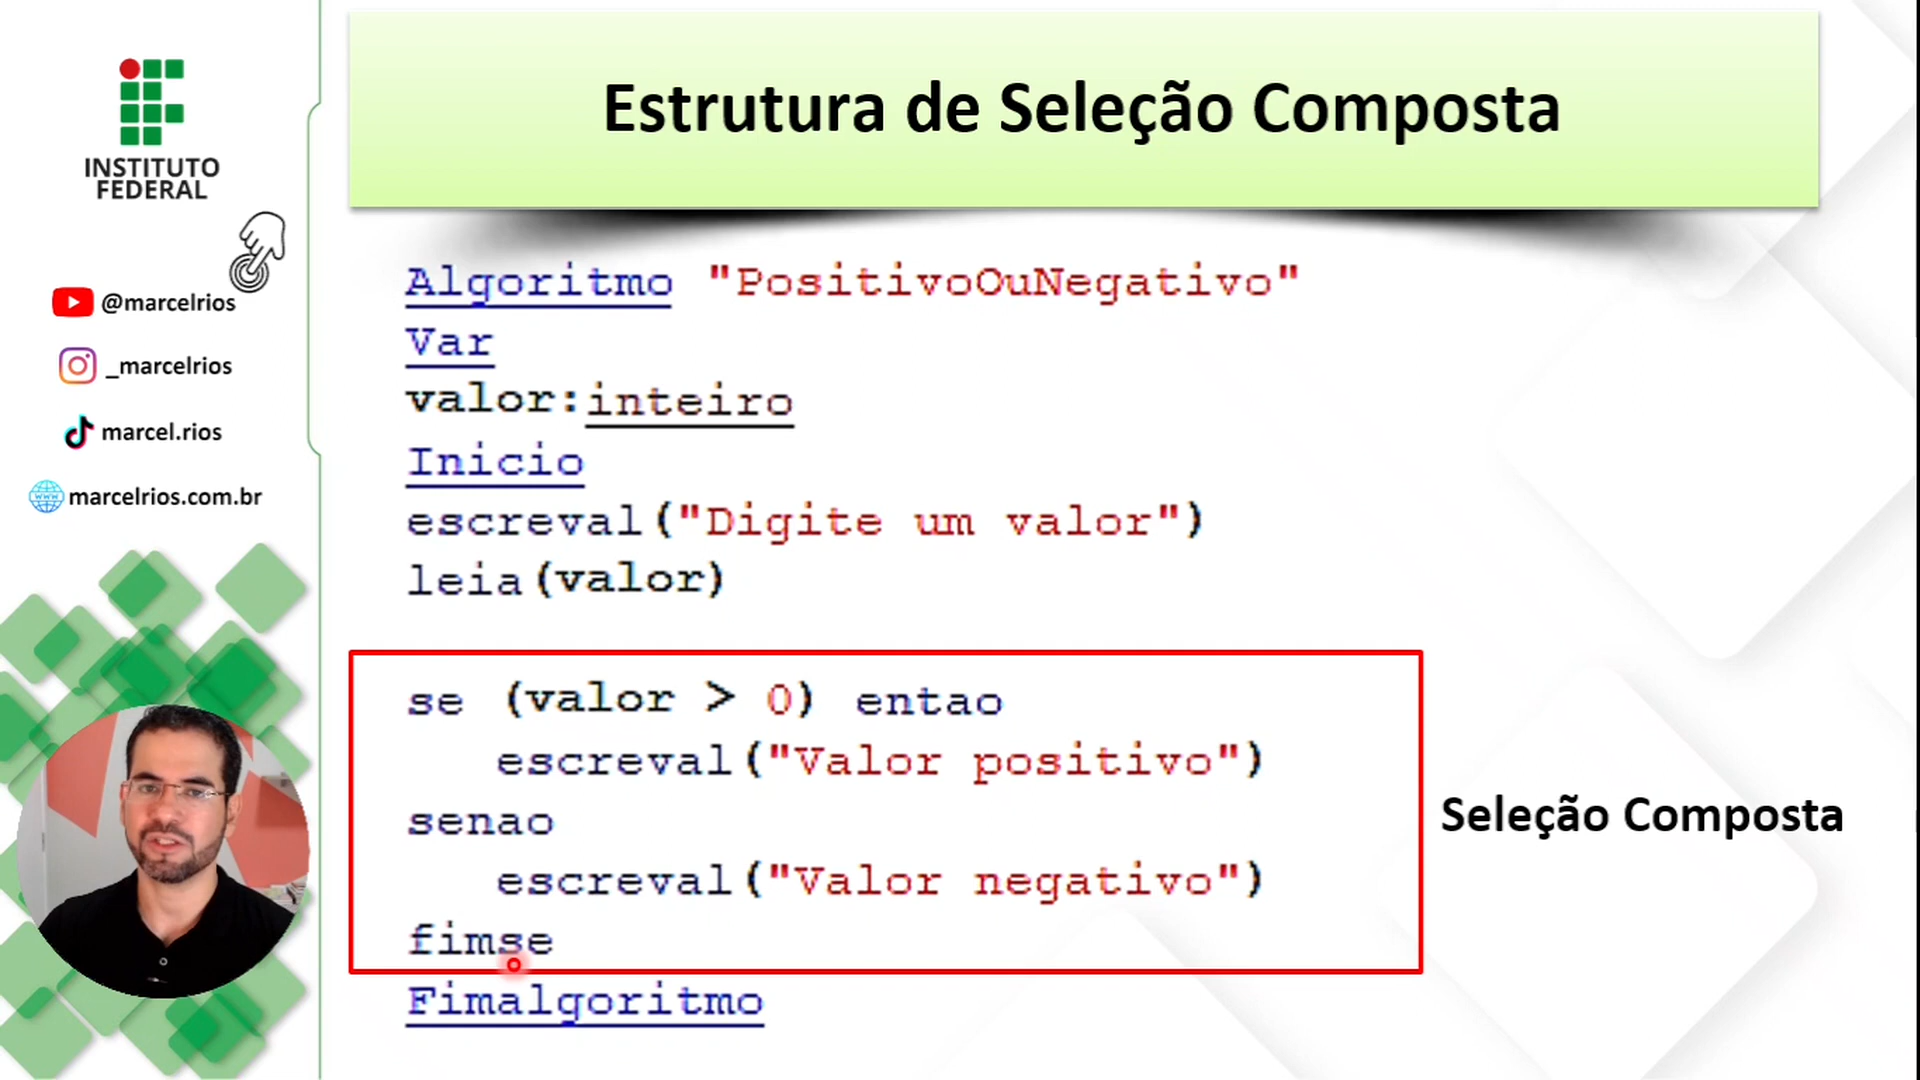 INSTITUTO
FEDERAL
@marcelrios
_marcelrios
marcel.rios
marcelrios.com.br
Estrutura de Seleção Composta
Algoritmo "PositivoOuNegativo"
Var
valor:inteiro
Inicio
escreval("Digite um valor")
leia(valor)
se (valor > 0) entao
escreval("Valor positivo")
senao
escreval("Valor negativo")
fimse
Fimalgoritmo
Seleção Composta